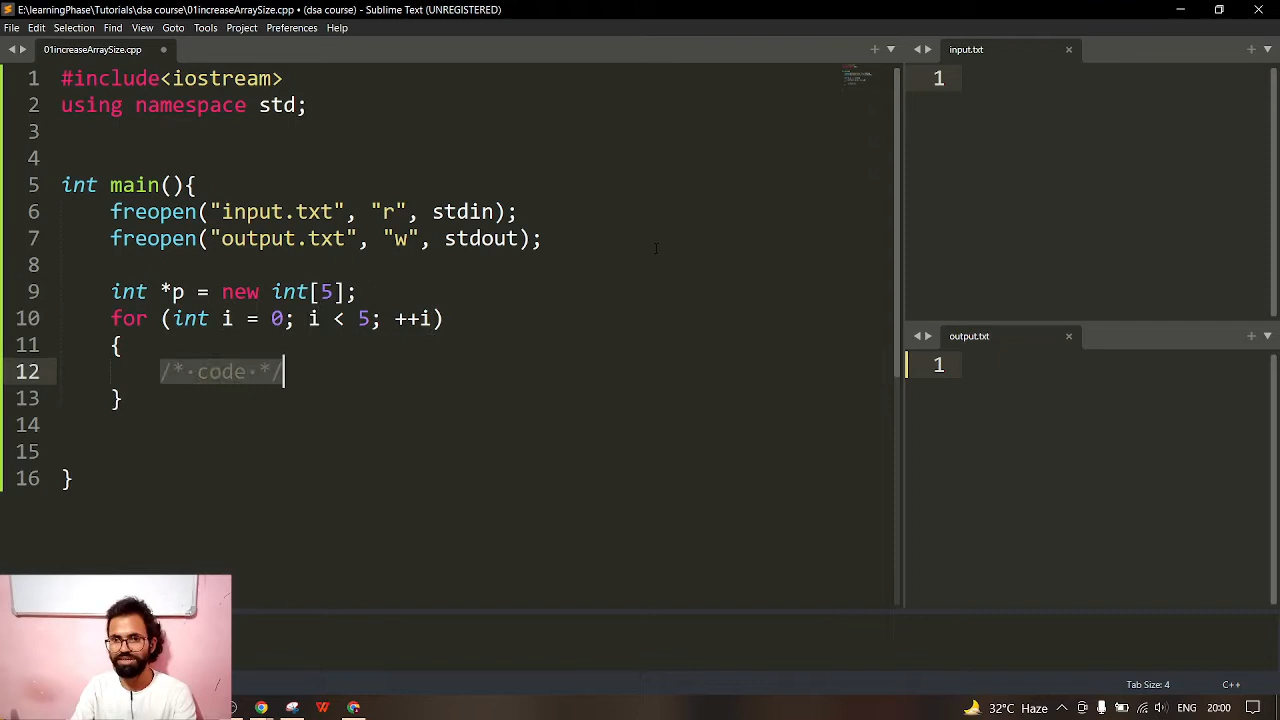 E:\learningPhase\Tutorials\dsa course\01increaseArraySize.cpp • (dsa course) - Sublime Text (UNREGISTERED)
File Edit Selection Find View Goto Tools Project Preferences Help
01increaseArraySize.cpp
input.txt
1 #include<iostream>
2 using namespace std;
3
4
5 int main(){
6 freopen("input.txt", "r", stdin);
7 freopen("output.txt", "w", stdout);
8
9 int *p = new int[5];
10 for (int i = 0; i < 5; ++i)
11 {
12 /* code */
13 }
14
15
16 }
1
output.txt
1
Tab Size: 4 C++
32°C Haze ENG 20:00